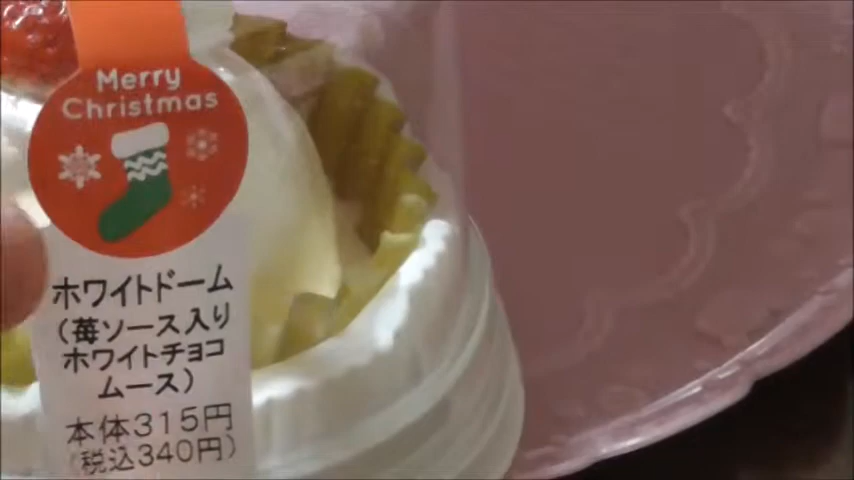 Merry
Christmas
ホワイトドーム
(苺ソース入り
ホワイトチョコ
ムース)
本体315円
(税込340円)